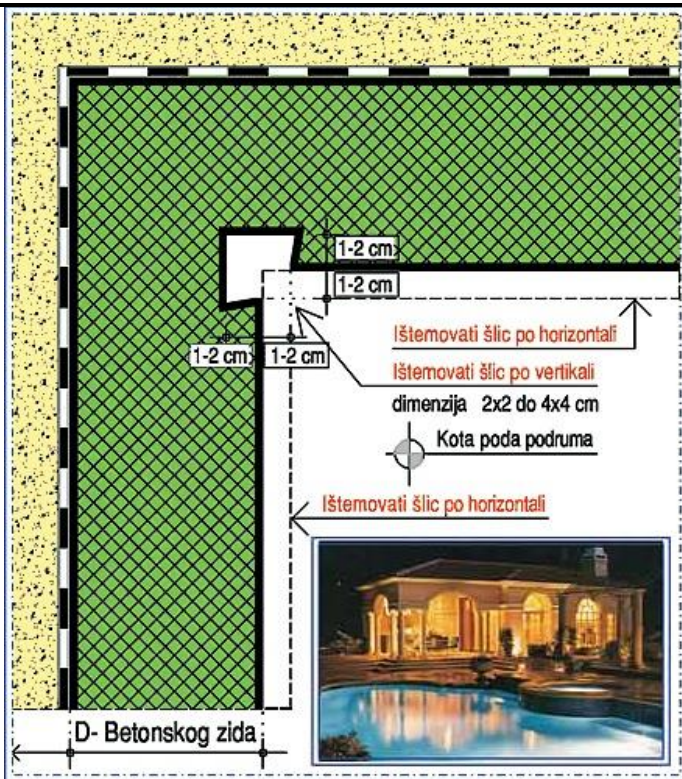 1-2 cm
1-2 cm
1-2 cm
1-2 cm
Ištemovati šlic po horizontali
Ištemovati šlic po vertikali
dimenzija 2x2 do 4x4 cm
Kota poda podruma
Ištemovati šlic po horizontali
D- Betonskog zida